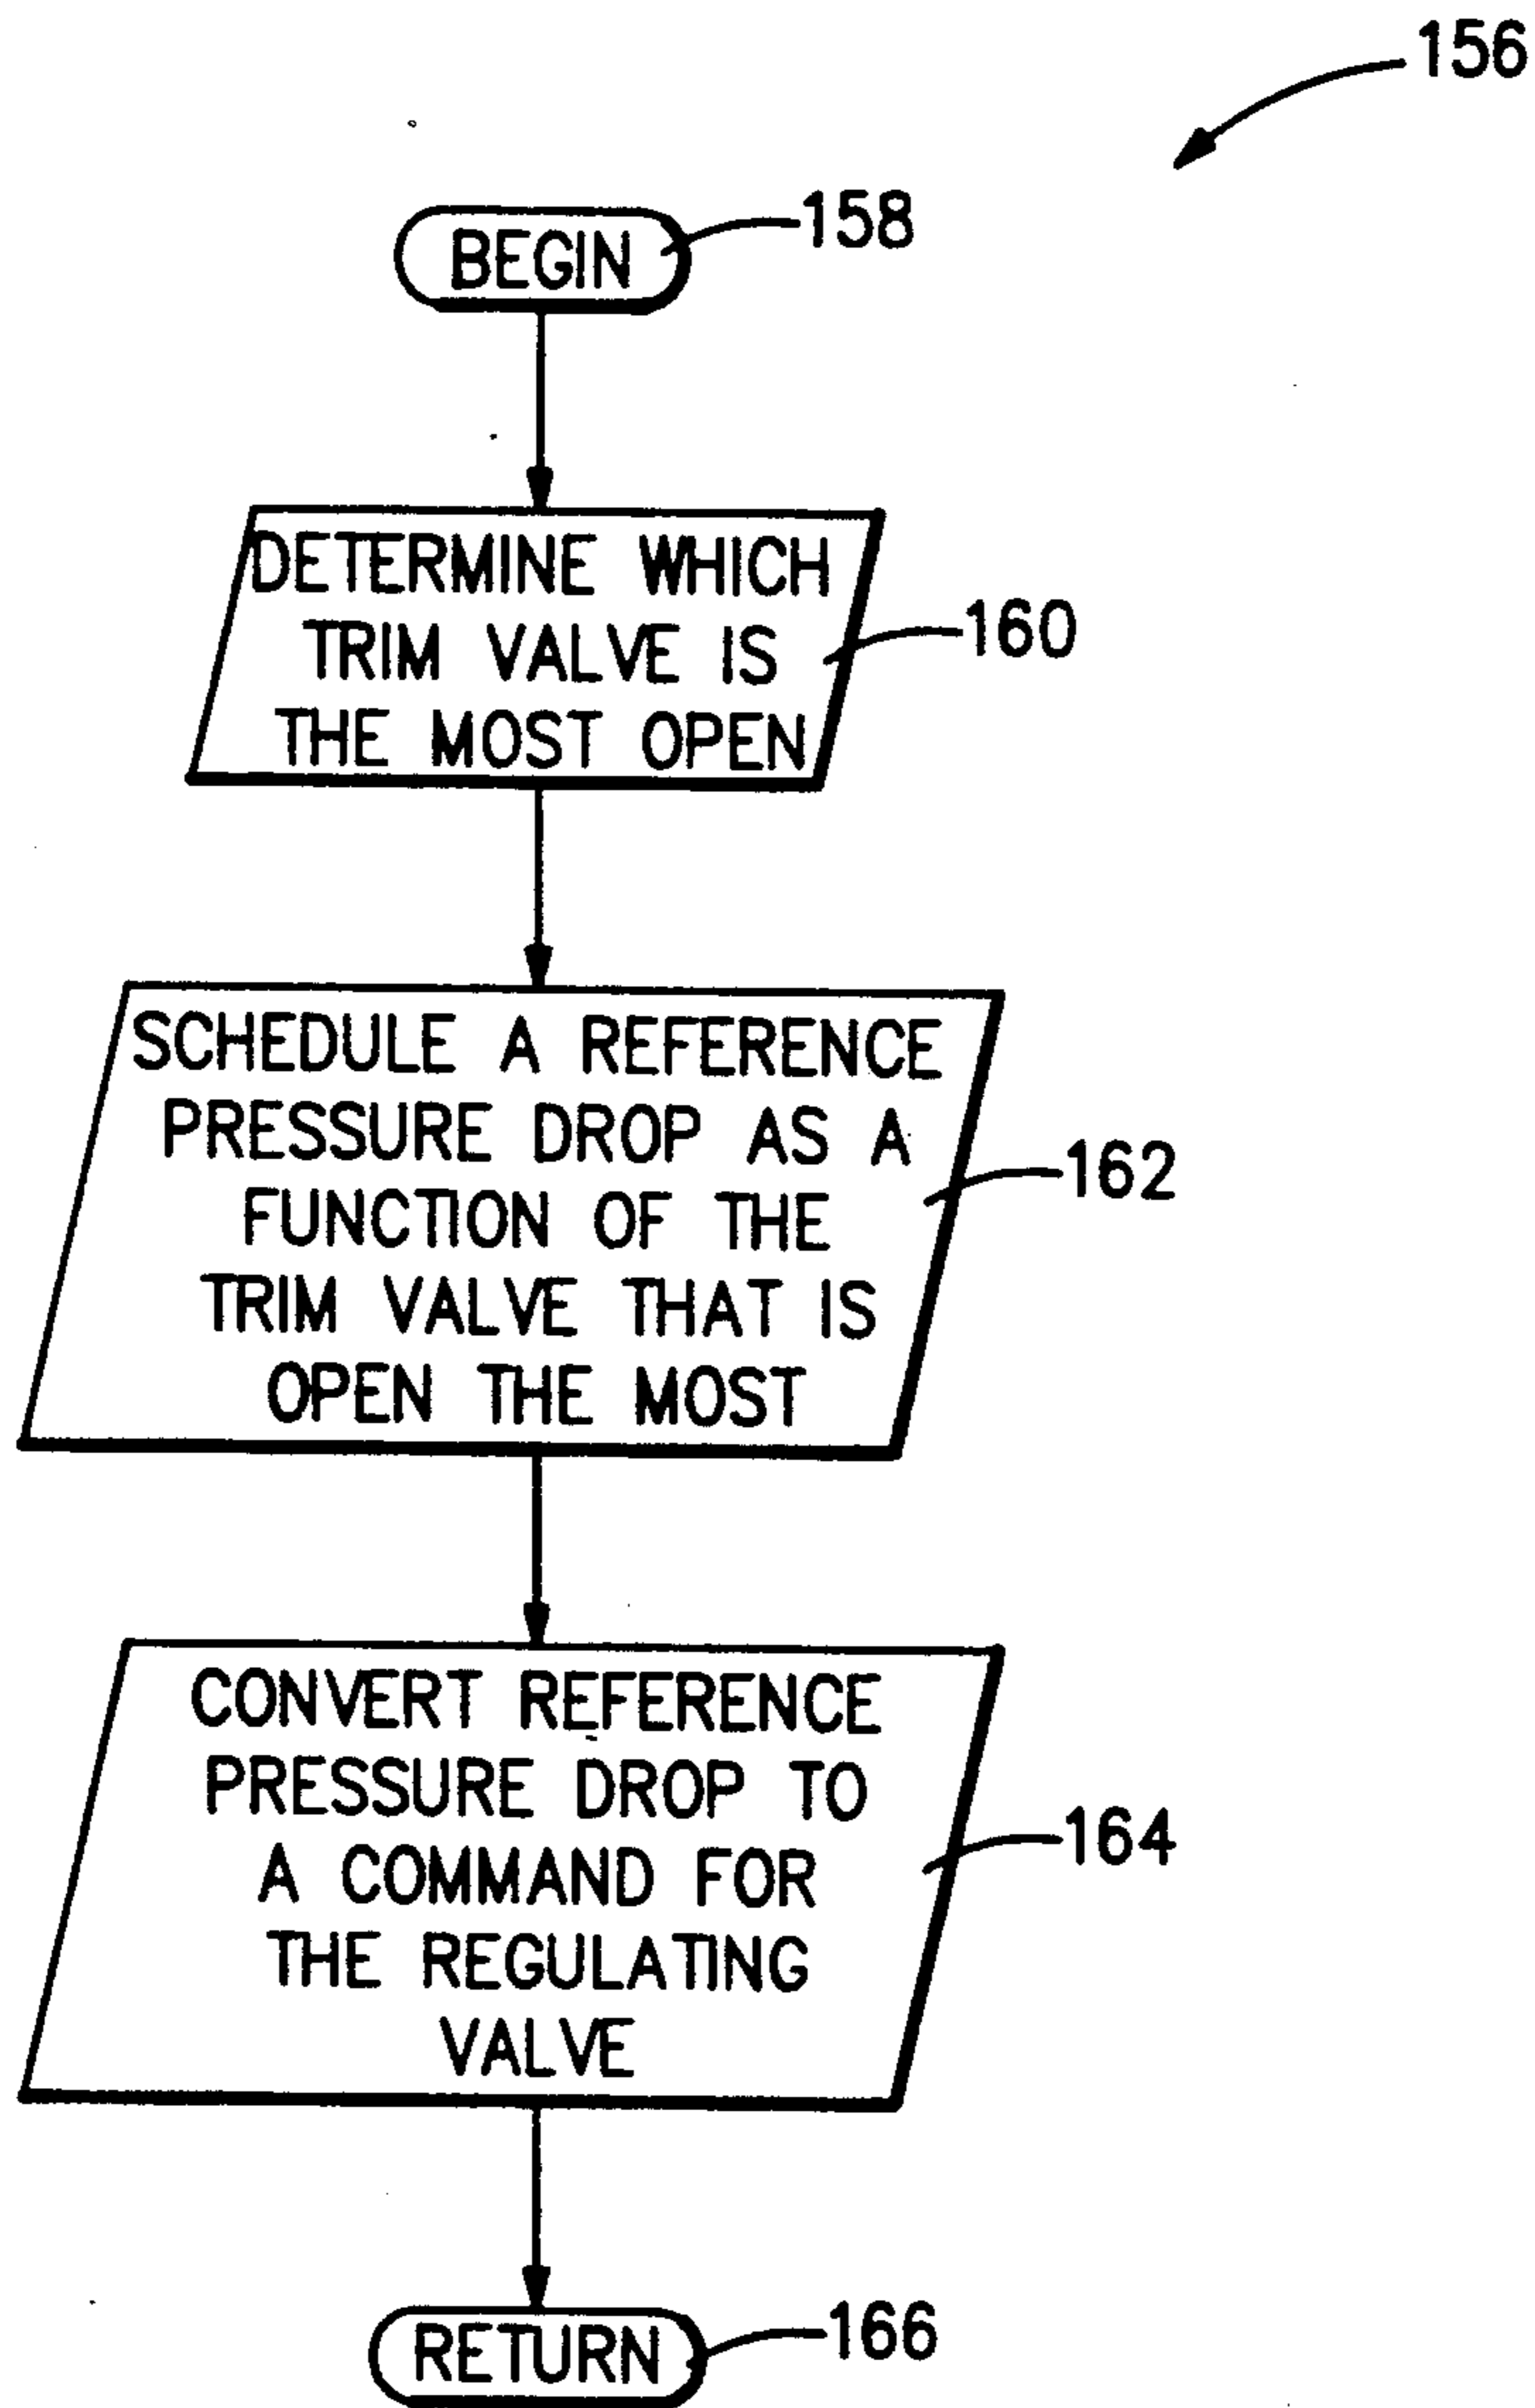 156
BEGIN
158
DETERMINE WHICH
TRIM VALVE IS
THE MOST OPEN
160
SCHEDULE A REFERENCE
PRESSURE DROP AS A
FUNCTION OF THE
TRIM VALVE THAT IS
OPEN THE MOST
162
CONVERT REFERENCE
PRESSURE DROP TO
A COMMAND FOR
THE REGULATING
VALVE
164
RETURN
166